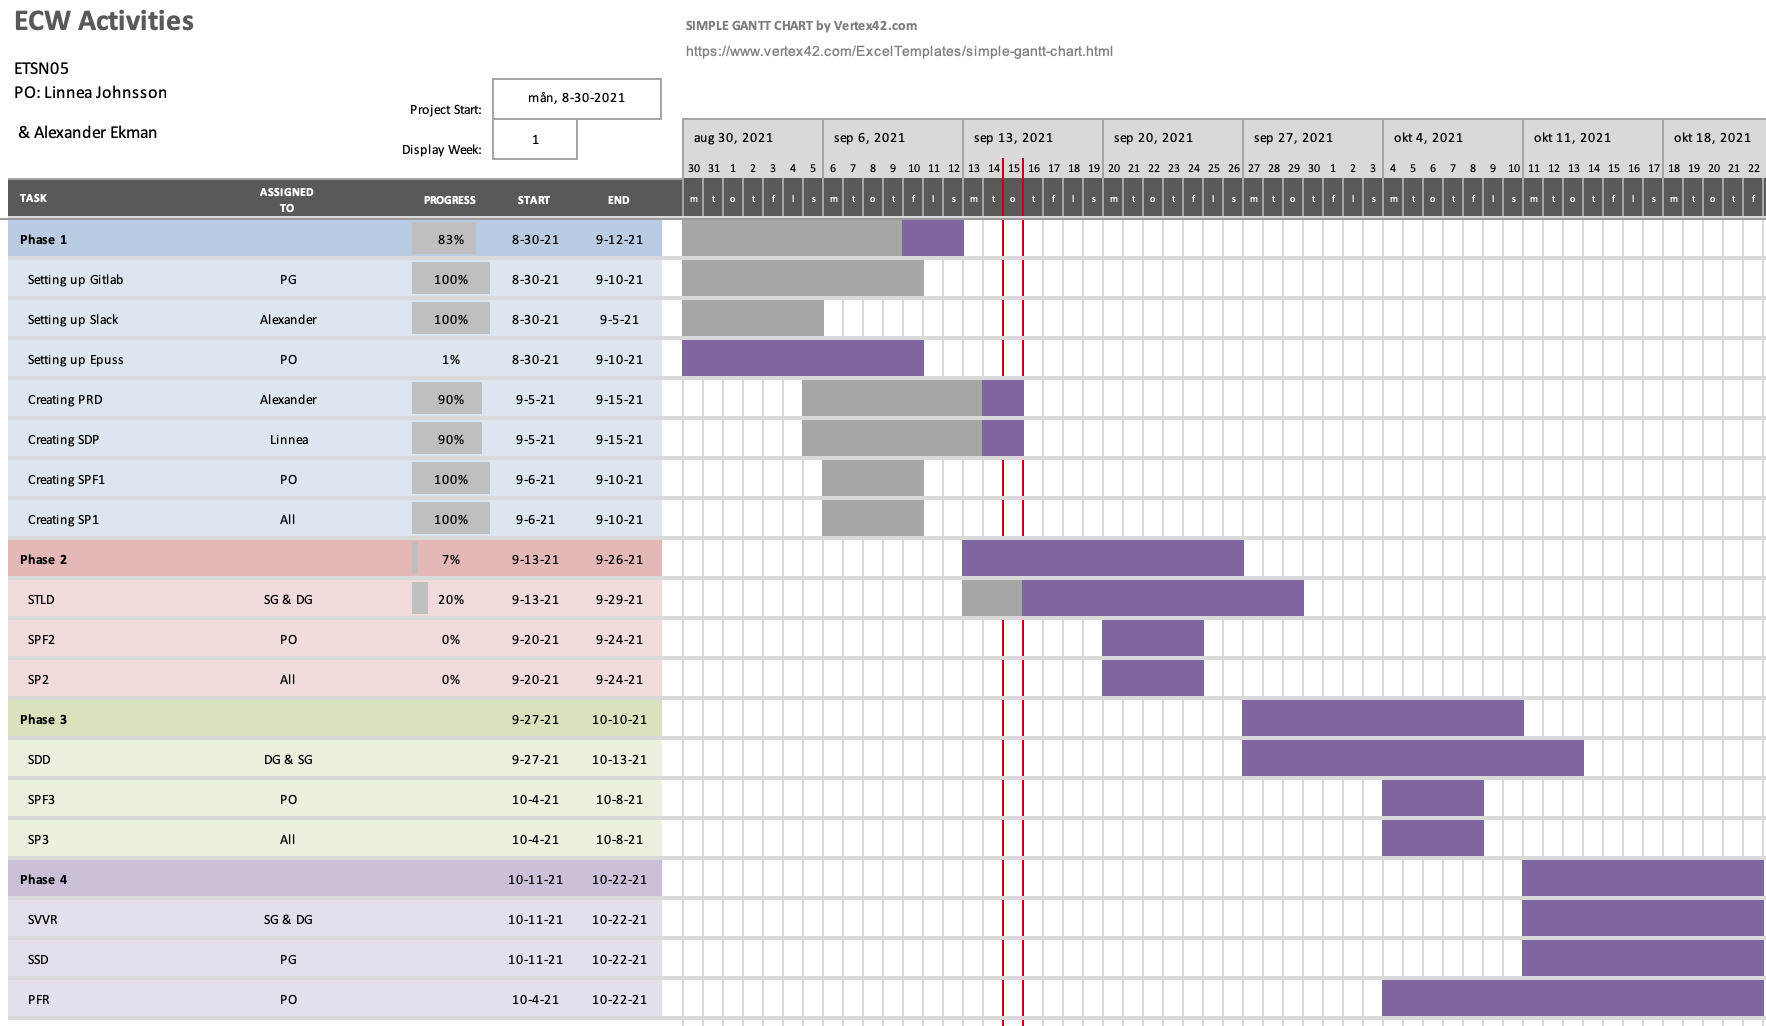 ECW Activities
SIMPLE GANTT CHART by Vertex42.com
https://www.vertex42.com/ExcelTemplates/simple-gantt-chart.html
ETSN05
PO: Linnea Johnsson
& Alexander Ekman
Project Start: mån, 8-30-2021
Display Week: 1
aug 30, 2021 sep 6, 2021 sep 13, 2021 sep 20, 2021 sep 27, 2021 okt 4, 2021 okt 11, 2021 okt 18, 2021
30 31 1 2 3 4 5 6 7 8 9 10 11 12 13 14 15 16 17 18 19 20 21 22 23 24 25 26 27 28 29 30 1 2 3 4 5 6 7 8 9 10 11 12 13 14 15 16 17 18 19 20 21 22
TASK ASSIGNED TO PROGRESS START END m t o t f l s m t o t f l s m t o t f l s m t o t f l s m t o t f l s m t o t f l s m t o t f l s m t o t f
Phase 1 83% 8-30-21 9-12-21
Setting up Gitlab PG 100% 8-30-21 9-10-21
Setting up Slack Alexander 100% 8-30-21 9-5-21
Setting up Epuss PO 1% 8-30-21 9-10-21
Creating PRD Alexander 90% 9-5-21 9-15-21
Creating SDP Linnea 90% 9-5-21 9-15-21
Creating SPF1 PO 100% 9-6-21 9-10-21
Creating SP1 All 100% 9-6-21 9-10-21
Phase 2 7% 9-13-21 9-26-21
STLD SG & DG 20% 9-13-21 9-29-21
SPF2 PO 0% 9-20-21 9-24-21
SP2 All 0% 9-20-21 9-24-21
Phase 3 9-27-21 10-10-21
SDD DG & SG 9-27-21 10-13-21
SPF3 PO 10-4-21 10-8-21
SP3 All 10-4-21 10-8-21
Phase 4 10-11-21 10-22-21
SVVR SG & DG 10-11-21 10-22-21
SSD PG 10-11-21 10-22-21
PFR PO 10-4-21 10-22-21